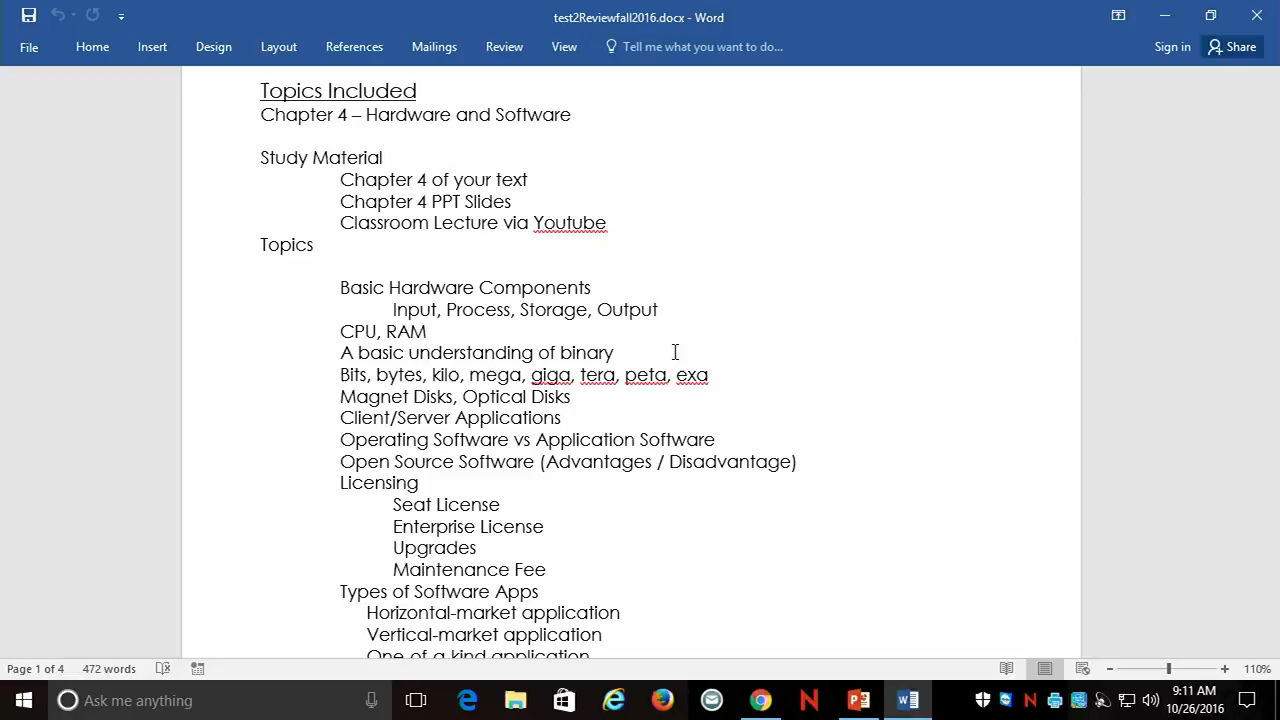 test2Reviewfall2016.docx - Word
File Home Insert Design Layout References Mailings Review View Tell me what you want to do... Sign in Share
Topics Included
Chapter 4 – Hardware and Software
Study Material
Chapter 4 of your text
Chapter 4 PPT Slides
Classroom Lecture via Youtube
Topics
Basic Hardware Components
Input, Process, Storage, Output
CPU, RAM
A basic understanding of binary
Bits, bytes, kilo, mega, giga, tera, peta, exa
Magnet Disks, Optical Disks
Client/Server Applications
Operating Software vs Application Software
Open Source Software (Advantages / Disadvantage)
Licensing
Seat License
Enterprise License
Upgrades
Maintenance Fee
Types of Software Apps
Horizontal-market application
Vertical-market application
One of a kind application
Page 1 of 4 472 words 110%
Ask me anything
9:11 AM
10/26/2016